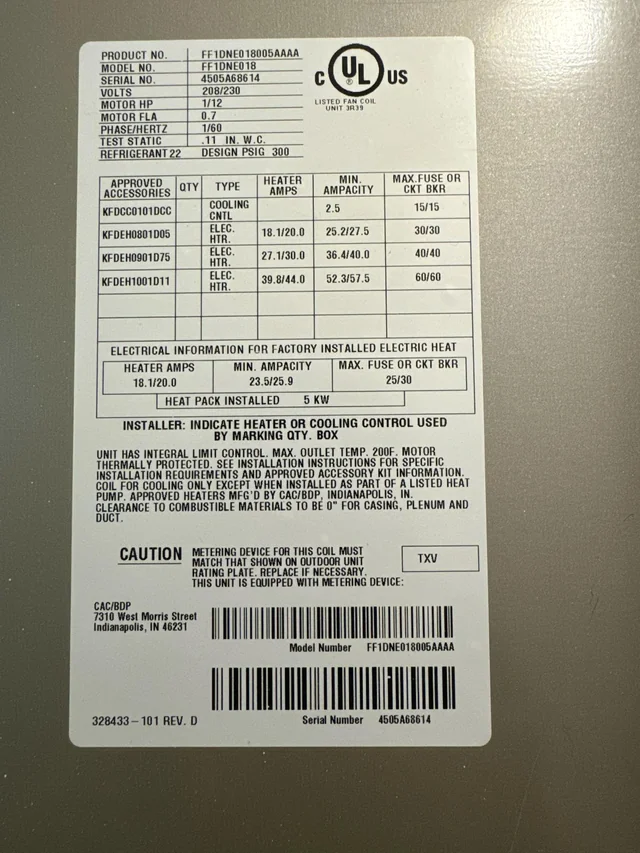 PRODUCT NO. FF1DNE018005AAAA
MODEL NO. FF1DNE018
SERIAL NO. 4505A68614
VOLTS 208/230
MOTOR HP 1/12
MOTOR FLA 0.7
PHASE/HERTZ 1/60
TEST STATIC .11 IN. W.C.
REFRIGERANT 22 DESIGN PSIG 300
C UL US
LISTED FAN COIL
UNIT 3R39
APPROVED ACCESSORIES QTY TYPE HEATER AMPS MIN. AMPACITY MAX.FUSE OR CKT BKR
KFDCC0101DCC COOLING CNTL 2.5 15/15
KFDEH0801D05 ELEC. HTR. 18.1/20.0 25.2/27.5 30/30
KFDEH0901D75 ELEC. HTR. 27.1/30.0 36.4/40.0 40/40
KFDEH1001D11 ELEC. HTR. 39.8/44.0 52.3/57.5 60/60
ELECTRICAL INFORMATION FOR FACTORY INSTALLED ELECTRIC HEAT
HEATER AMPS MIN. AMPACITY MAX. FUSE OR CKT BKR
18.1/20.0 23.5/25.9 25/30
HEAT PACK INSTALLED 5 KW
INSTALLER: INDICATE HEATER OR COOLING CONTROL USED
BY MARKING QTY. BOX
UNIT HAS INTEGRAL LIMIT CONTROL. MAX. OUTLET TEMP. 200F. MOTOR
THERMALLY PROTECTED. SEE INSTALLATION INSTRUCTIONS FOR SPECIFIC
INSTALLATION REQUIREMENTS AND APPROVED ACCESSORY KIT INFORMATION.
COIL FOR COOLING ONLY EXCEPT WHEN INSTALLED AS PART OF A LISTED HEAT
PUMP. APPROVED HEATERS MFG'D BY CAC/BDP, INDIANAPOLIS, IN.
CLEARANCE TO COMBUSTIBLE MATERIALS TO BE 0" FOR CASING, PLENUM AND
DUCT.
CAUTION METERING DEVICE FOR THIS COIL MUST
MATCH THAT SHOWN ON OUTDOOR UNIT
RATING PLATE. REPLACE IF NECESSARY.
THIS UNIT IS EQUIPPED WITH METERING DEVICE:
TXV
CAC/BDP
7310 West Morris Street
Indianapolis, IN 46231
Model Number FF1DNE018005AAAA
328433-101 REV. D
Serial Number 4505A68614